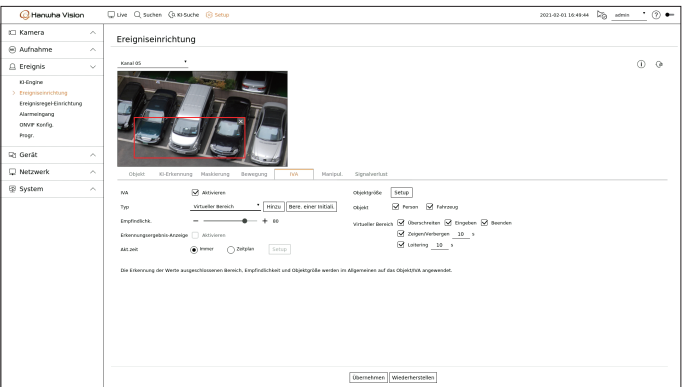 Hanwha Vision
Live Suchen KI-Suche Setup
2021-02-01 16:49:44 admin
Kamera
Aufnahme
Ereignis
KI-Engine
Ereigniseinrichtung
Ereignisregel-Einrichtung
Alarmeingang
ONVIF Konfig.
Progr.
Gerät
Netzwerk
System
Ereigniseinrichtung
Kanal 05
Objekt KI-Erkennung Maskierung Bewegung IVA Manipul. Signalverlust
IVA Aktivieren
Typ Virtueller Bereich Hinzu Bere. einer Initiali.
Empfindlichk. 80
Erkennungsergebnis-Anzeige Aktivieren
Akt.zeit Immer Zeitplan Setup
Objektgröße Setup
Objekt Person Fahrzeug
Virtueller Bereich Überschreiten Eingeben Beenden
Zeigen/Verbergen 10 s
Loitering 10 s
Die Erkennung der Werte ausgeschlossenen Bereich, Empfindlichkeit und Objektgröße werden im Allgemeinen auf das Objekt/IVA angewendet.
Übernehmen Wiederherstellen